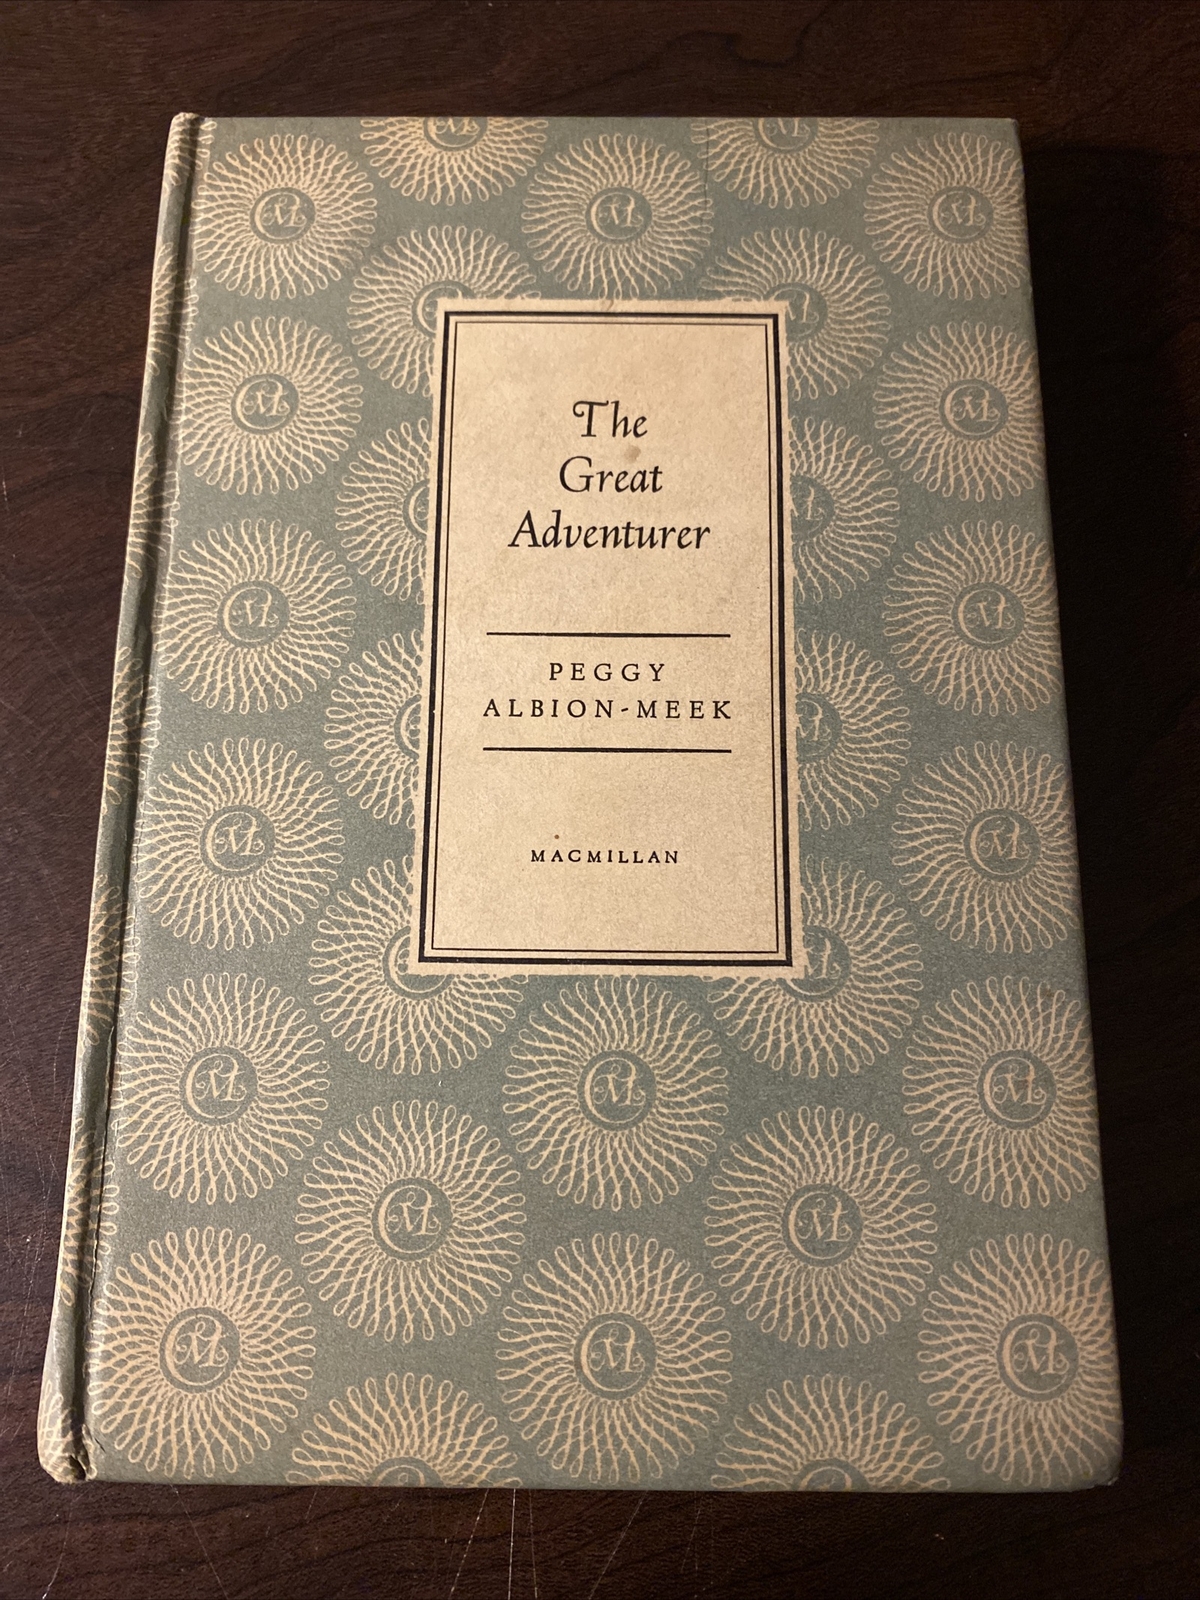 The
Great
Adventurer
PEGGY
ALBION-MEEK
MACMILLAN